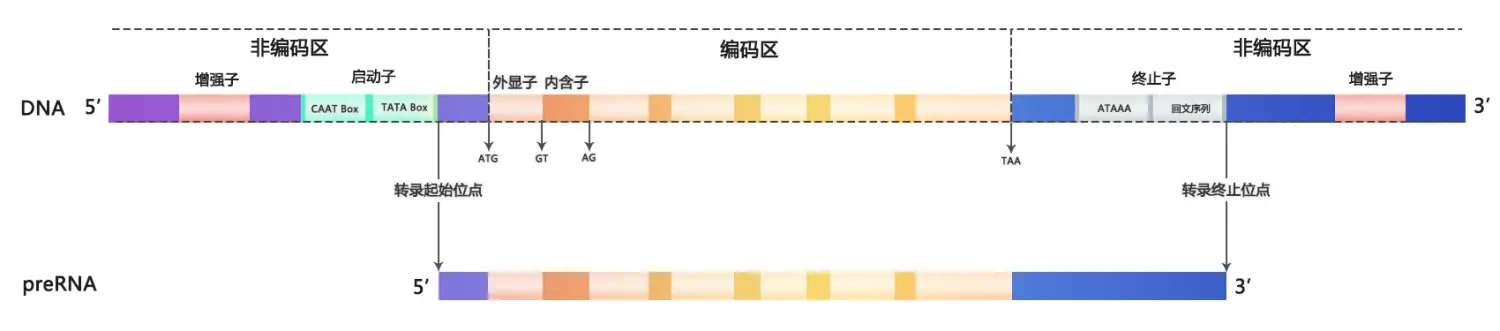 非编码区 编码区 非编码区
增强子 启动子 外显子 内含子 终止子 增强子
DNA 5’ CAAT Box TATA Box ATAAA 回文序列 3’
ATG GT AG TAA
转录起始位点 转录终止位点
preRNA 5’ 3’